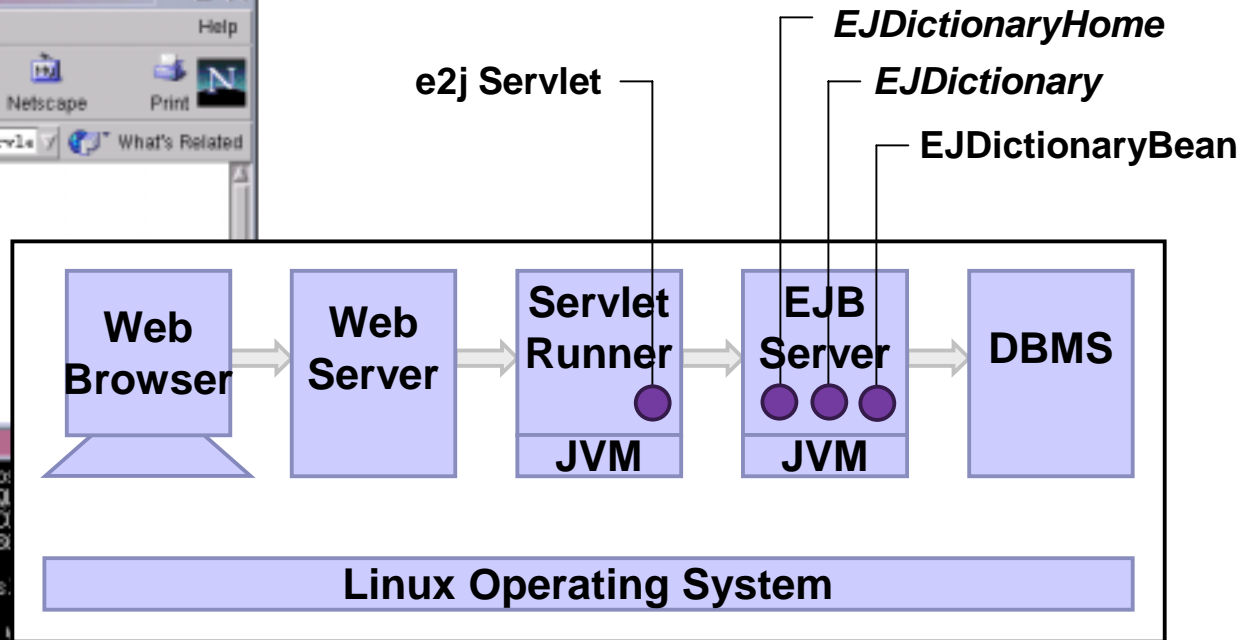 Help
Netscape
Print
N
What's Related
EJDictionaryHome
e2j Servlet
EJDictionary
EJDictionaryBean
Web
Browser
Web
Server
Servlet
Runner
JVM
EJB
Server
JVM
DBMS
Linux Operating System